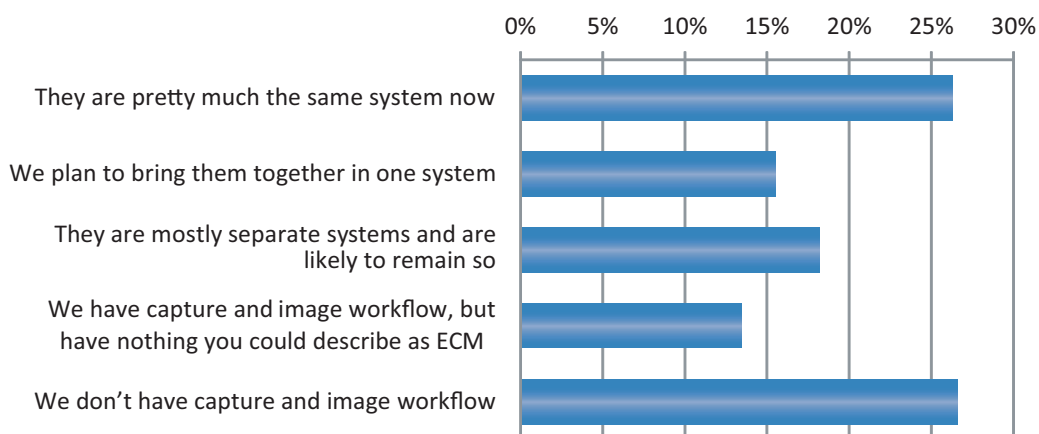 0% 5% 10% 15% 20% 25% 30%
They are pretty much the same system now
We plan to bring them together in one system
They are mostly separate systems and are
likely to remain so
We have capture and image workflow, but
have nothing you could describe as ECM
We don’t have capture and image workflow